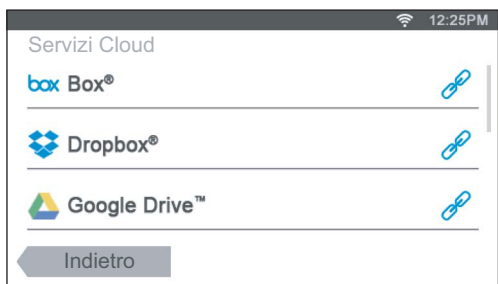 12:25PM
Servizi Cloud
box Box®
Dropbox®
Google Drive™
Indietro